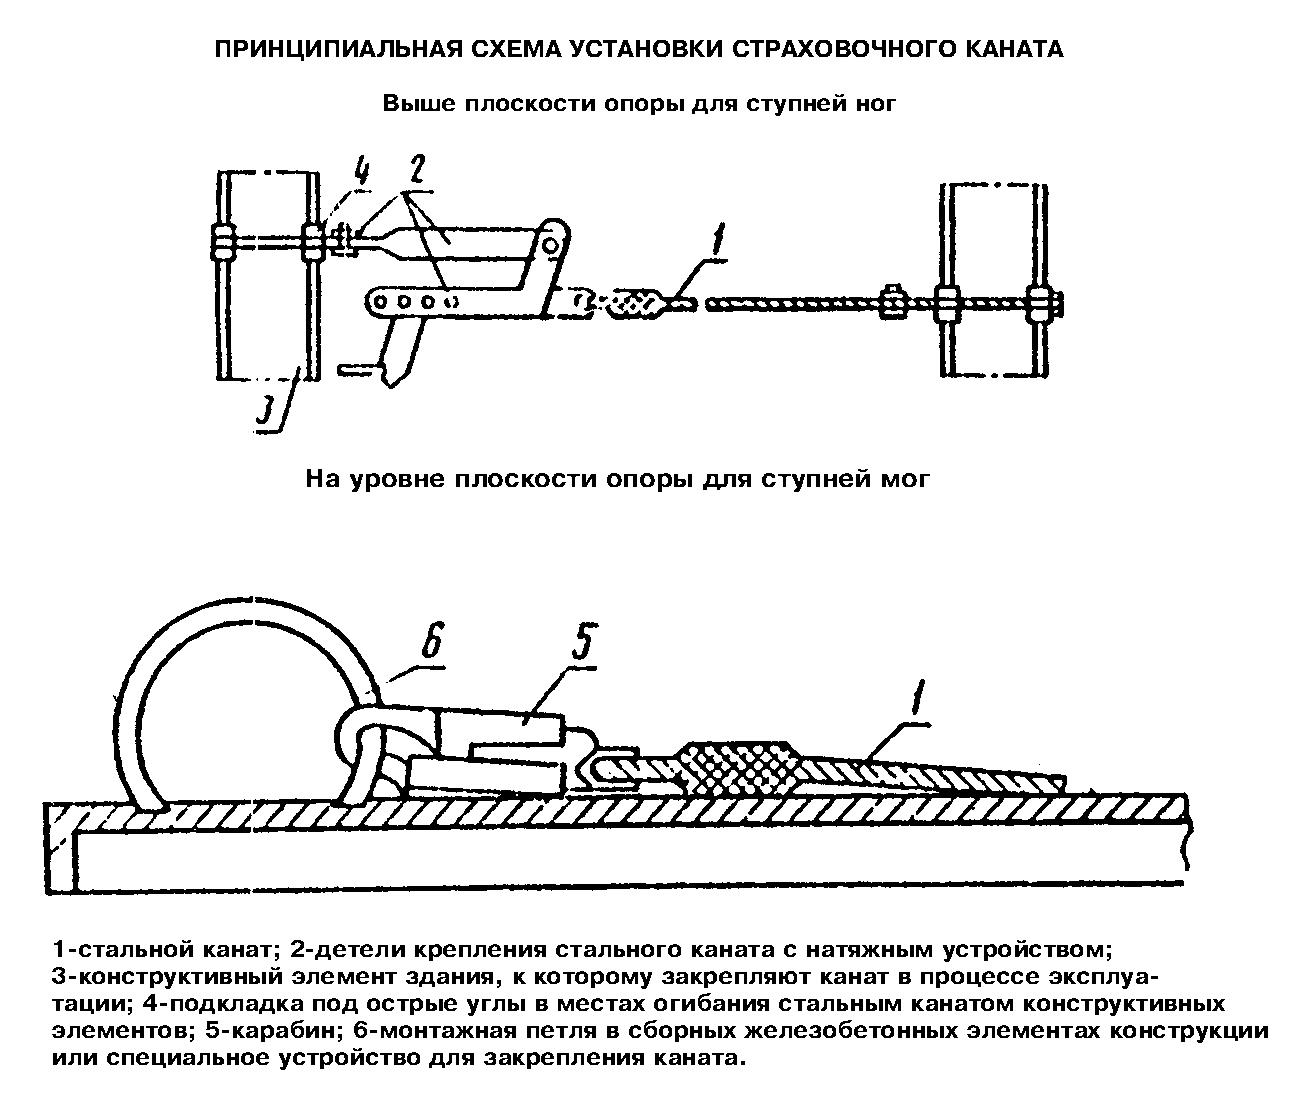 ПРИНЦИПИАЛЬНАЯ СХЕМА УСТАНОВКИ СТРАХОВОЧНОГО КАНАТА
Выше плоскости опоры для ступней ног
4 2
1
3
На уровне плоскости опоры для ступней мог
6 5
1
1-стальной канат; 2-детели крепления стального каната с натяжным устройством;
3-конструктивный элемент здания, к которому закрепляют канат в процессе эксплуа-
тации; 4-подкладка под острые углы в местах огибания стальным канатом конструктивных
элементов; 5-карабин; 6-монтажная петля в сборных железобетонных элементах конструкции
или специальное устройство для закрепления каната.